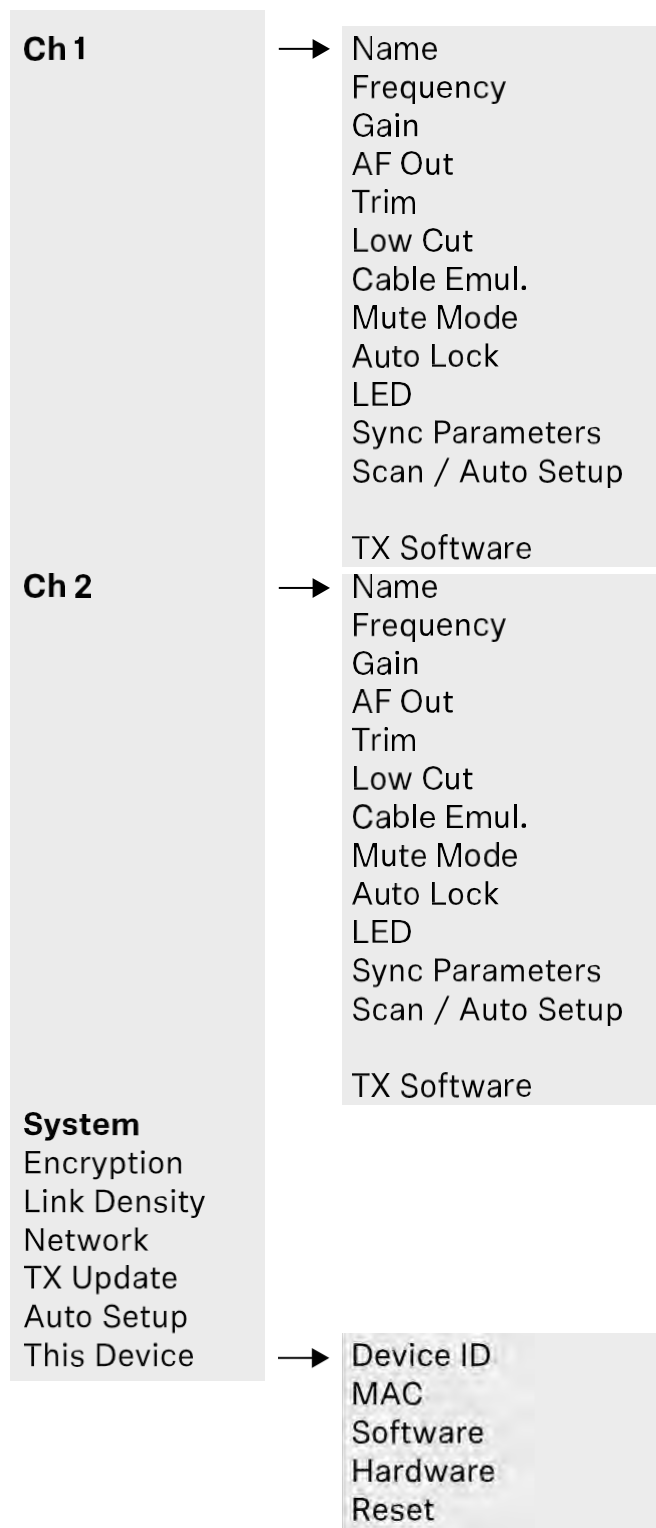 Ch 1
Name
Frequency
Gain
AF Out
Trim
Low Cut
Cable Emul.
Mute Mode
Auto Lock
LED
Sync Parameters
Scan / Auto Setup
TX Software
Ch 2
Name
Frequency
Gain
AF Out
Trim
Low Cut
Cable Emul.
Mute Mode
Auto Lock
LED
Sync Parameters
Scan / Auto Setup
TX Software
System
Encryption
Link Density
Network
TX Update
Auto Setup
This Device
Device ID
MAC
Software
Hardware
Reset